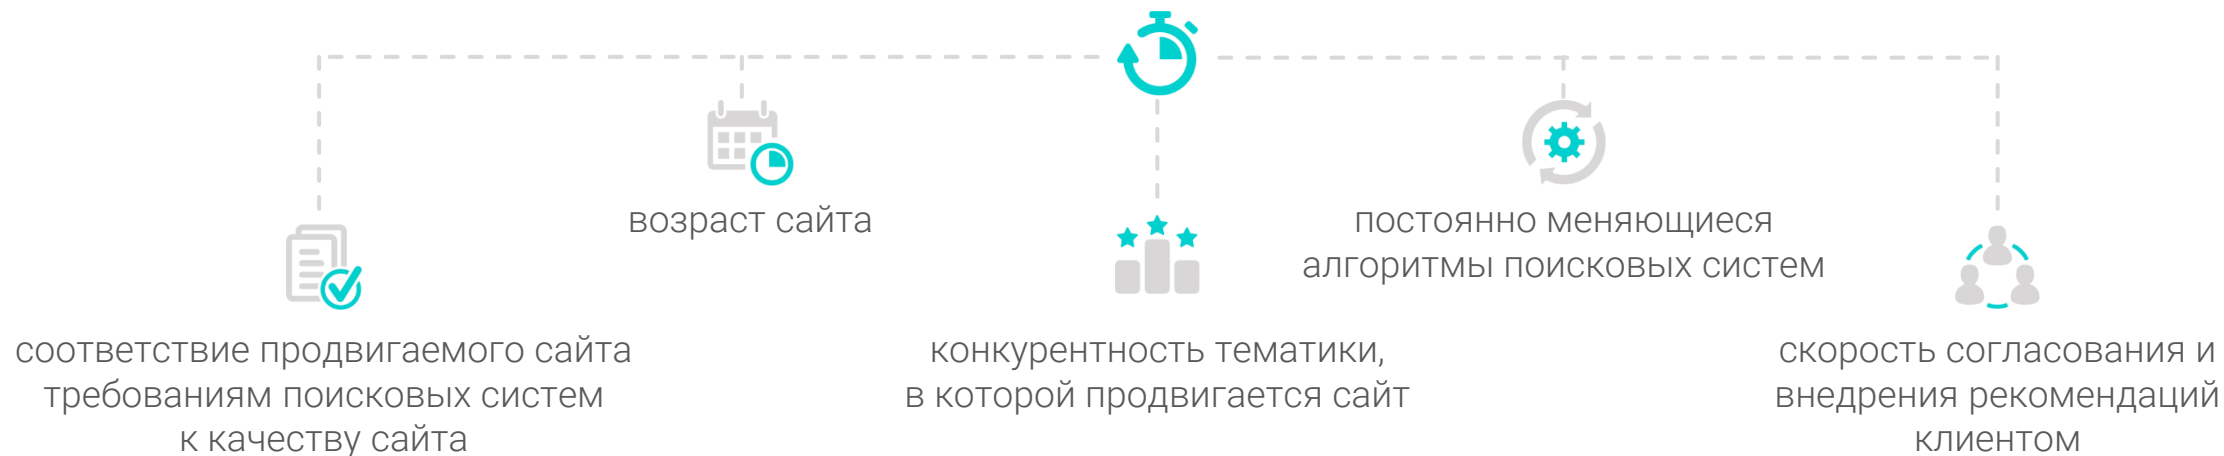 соответствие продвигаемого сайта
требованиям поисковых систем
к качеству сайта
возраст сайта
конкурентность тематики,
в которой продвигается сайт
постоянно меняющиеся
алгоритмы поисковых систем
скорость согласования и
внедрения рекомендаций
клиентом